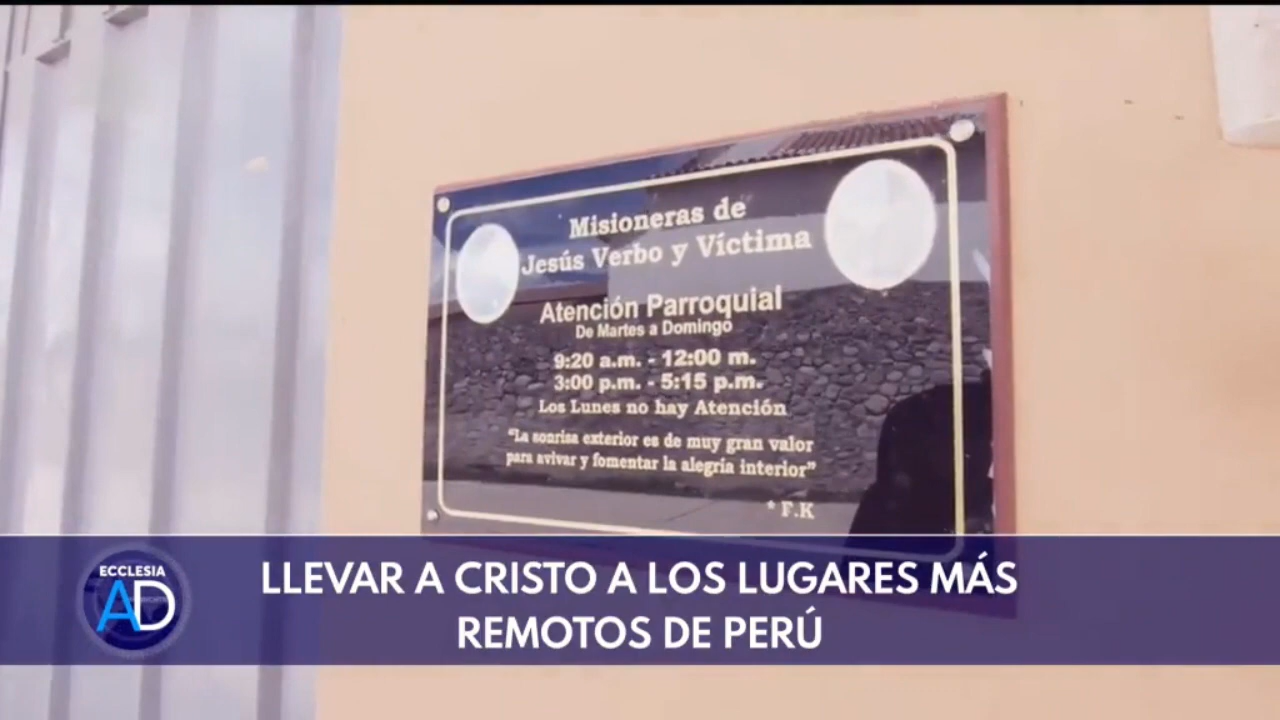 Misioneras de
Jesús Verbo y Víctima
Atención Parroquial
De Martes a Domingo
9:20 a.m. - 12:00 m.
3:00 p.m. - 5:15 p.m.
Los Lunes no hay Atención
"La sonrisa exterior es de muy gran valor
para avivar y fomentar la alegría interior"
* F.K
ECCLESIA
AD
LLEVAR A CRISTO A LOS LUGARES MÁS
REMOTOS DE PERÚ